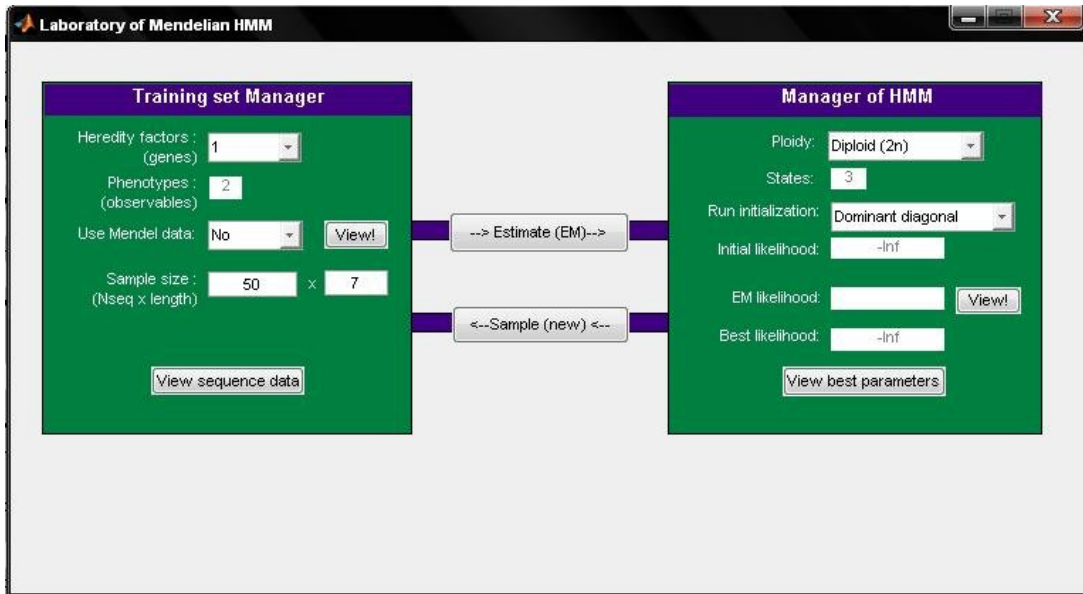 Laboratory of Mendelian HMM
Training set Manager
Heredity factors : 1
(genes)
Phenotypes : 2
(observables)
Use Mendel data: No View!
Sample size : 50 x 7
(Nseq x length)
View sequence data
--> Estimate (EM)-->
<--Sample (new) <--
Manager of HMM
Ploidy: Diploid (2n)
States: 3
Run initialization: Dominant diagonal
Initial likelihood: -Inf
EM likelihood: View!
Best likelihood: -Inf
View best parameters